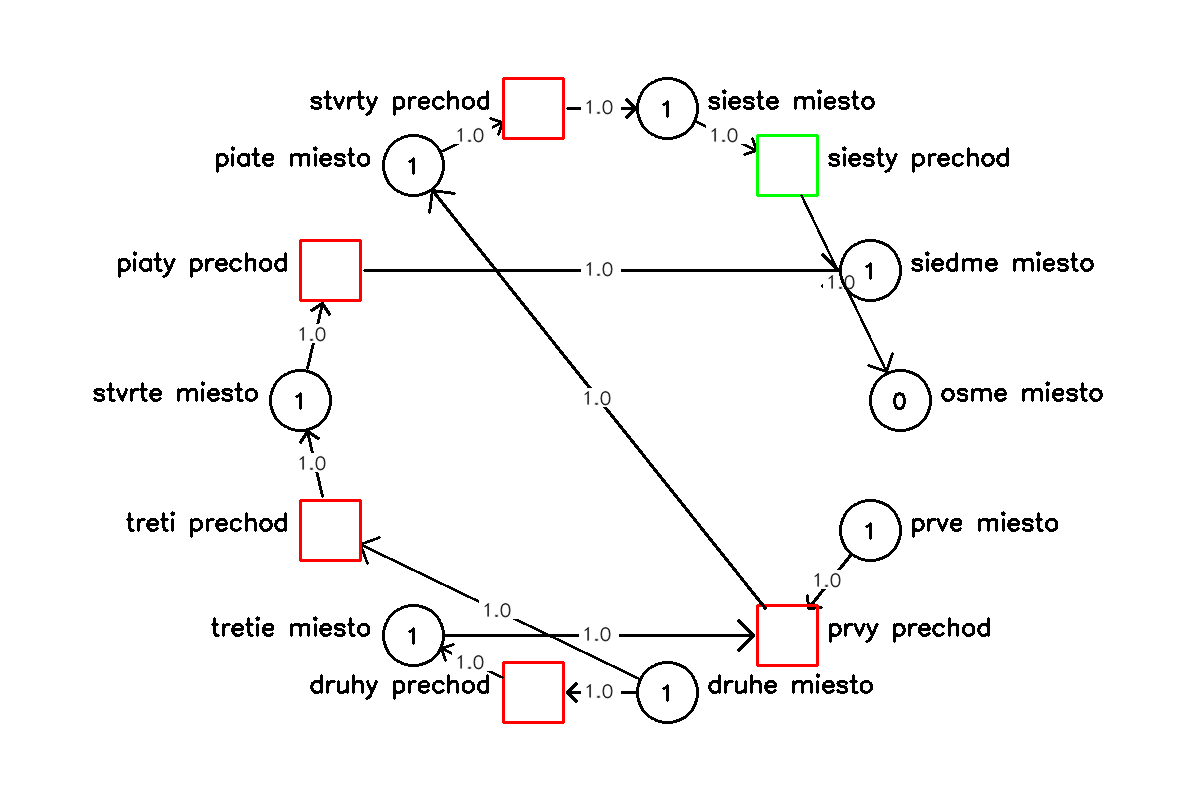 stvrty prechod
1.0
1
sieste miesto
1.0
1.0
piate miesto
1
siesty prechod
piaty prechod
1.0
1
siedme miesto
1.0
1.0
stvrte miesto
1
1.0
0
osme miesto
1.0
treti prechod
1
prve miesto
1.0
1.0
tretie miesto
1
1.0
prvy prechod
1.0
druhy prechod
1.0
1
druhe miesto